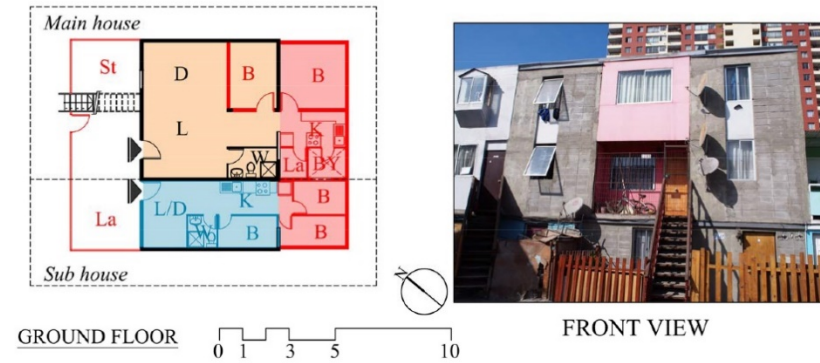 Main house
St
D
B
B
L
K
W
La
BY
L/D
K
B
La
W
B
B
Sub house
N
GROUND FLOOR
0 1 3 5 10
FRONT VIEW